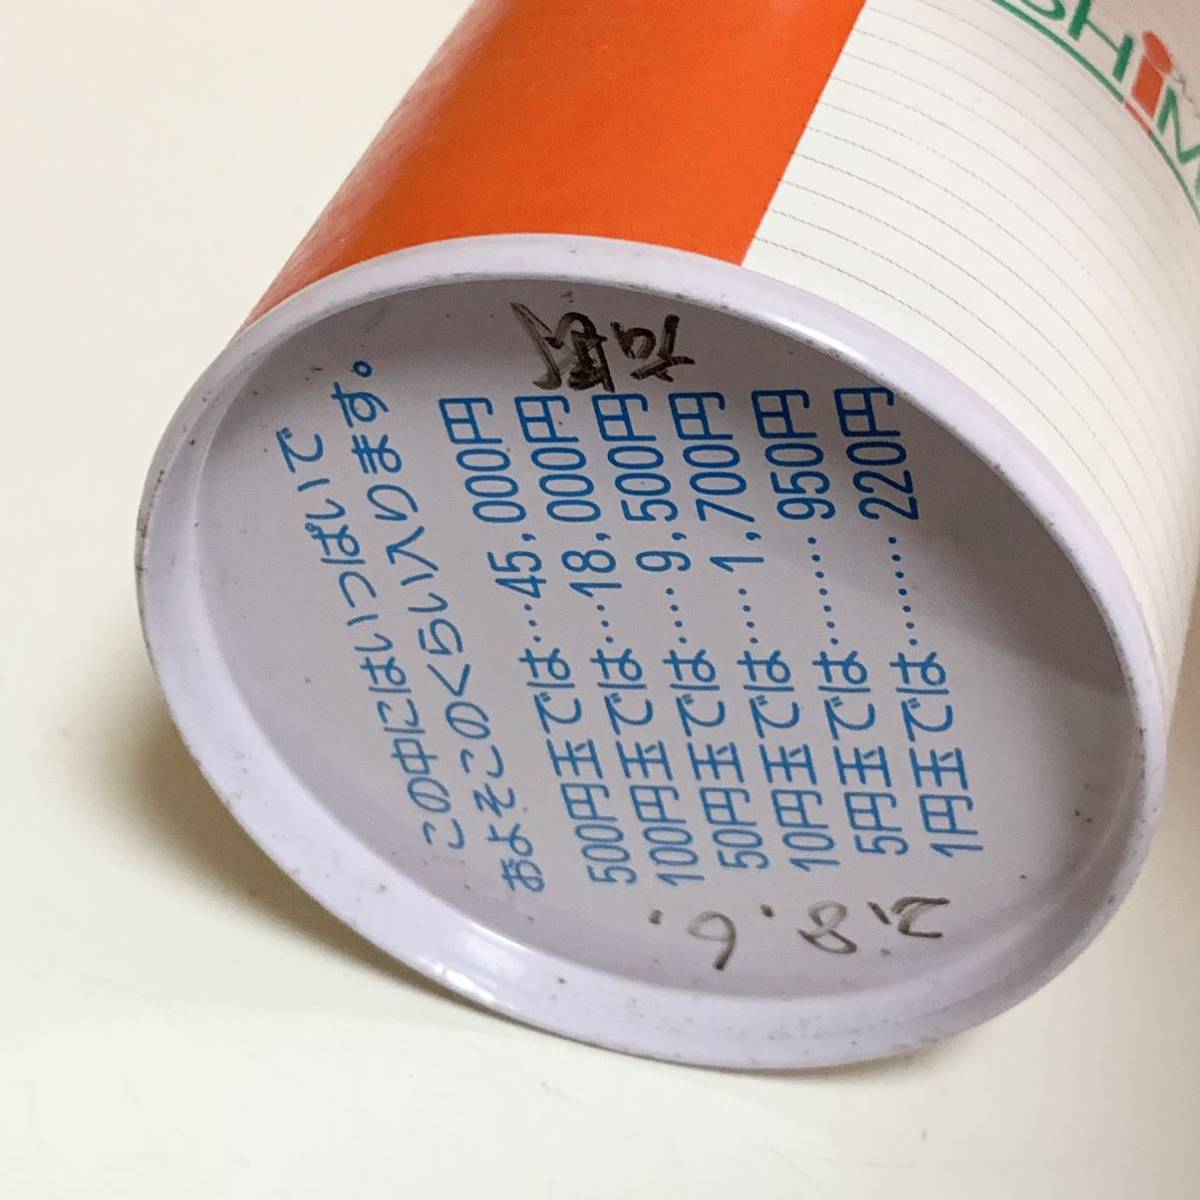 この中にはいっぱいで
およそこのくらい入ります。
500円玉では…45,000円
100円玉では…18,000円
50円玉では….9,500円
10円玉では….1,700円
5円玉では…….950円
1円玉では…….220円
2.8.6.
SHiM